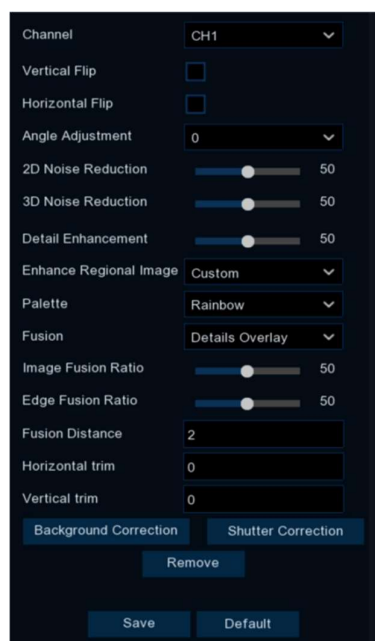 Channel CH1
Vertical Flip
Horizontal Flip
Angle Adjustment 0
2D Noise Reduction 50
3D Noise Reduction 50
Detail Enhancement 50
Enhance Regional Image Custom
Palette Rainbow
Fusion Details Overlay
Image Fusion Ratio 50
Edge Fusion Ratio 50
Fusion Distance 2
Horizontal trim 0
Vertical trim 0
Background Correction Shutter Correction
Remove
Save Default